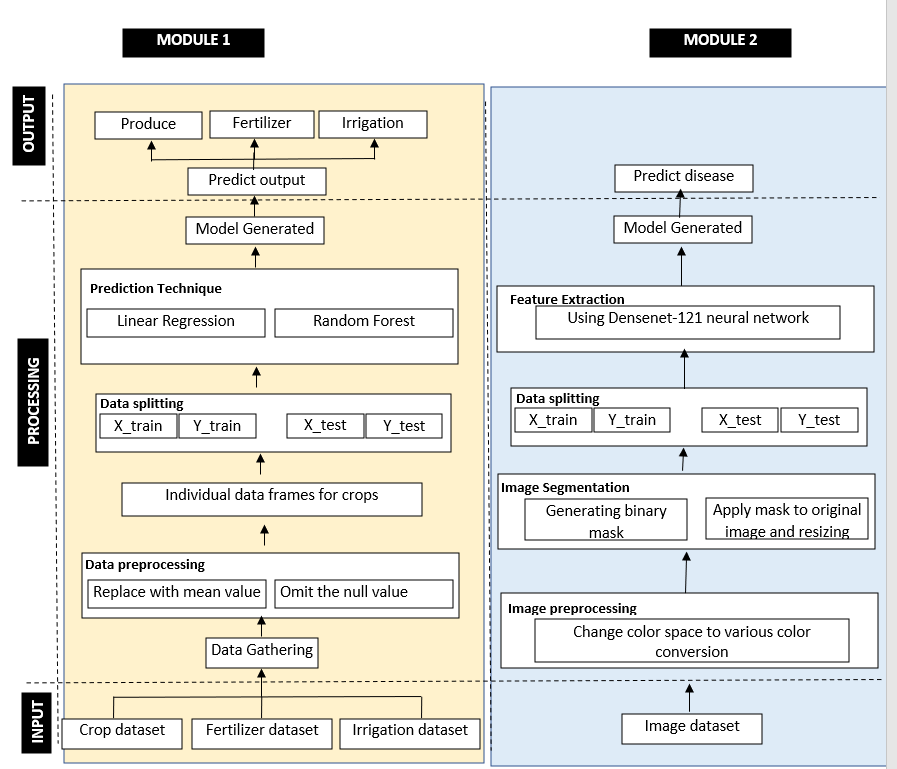 MODULE 1
MODULE 2
OUTPUT
Produce
Fertilizer
Irrigation
Predict output
Predict disease
PROCESSING
Model Generated
Prediction Technique
Linear Regression
Random Forest
Data splitting
X_train
Y_train
X_test
Y_test
Individual data frames for crops
Data preprocessing
Replace with mean value
Omit the null value
Data Gathering
Model Generated
Feature Extraction
Using Densenet-121 neural network
Data splitting
X_train
Y_train
X_test
Y_test
Image Segmentation
Generating binary
mask
Apply mask to original
image and resizing
Image preprocessing
Change color space to various color
conversion
INPUT
Crop dataset
Fertilizer dataset
Irrigation dataset
Image dataset